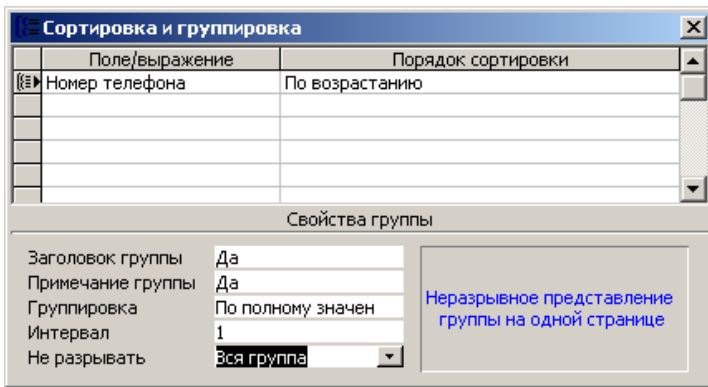 Сортировка и группировка
Поле/выражение Порядок сортировки
Номер телефона По возрастанию
Свойства группы
Заголовок группы Да
Примечание группы Да
Группировка По полному значен
Интервал 1
Не разрывать Вся группа
Неразрывное представление
группы на одной странице